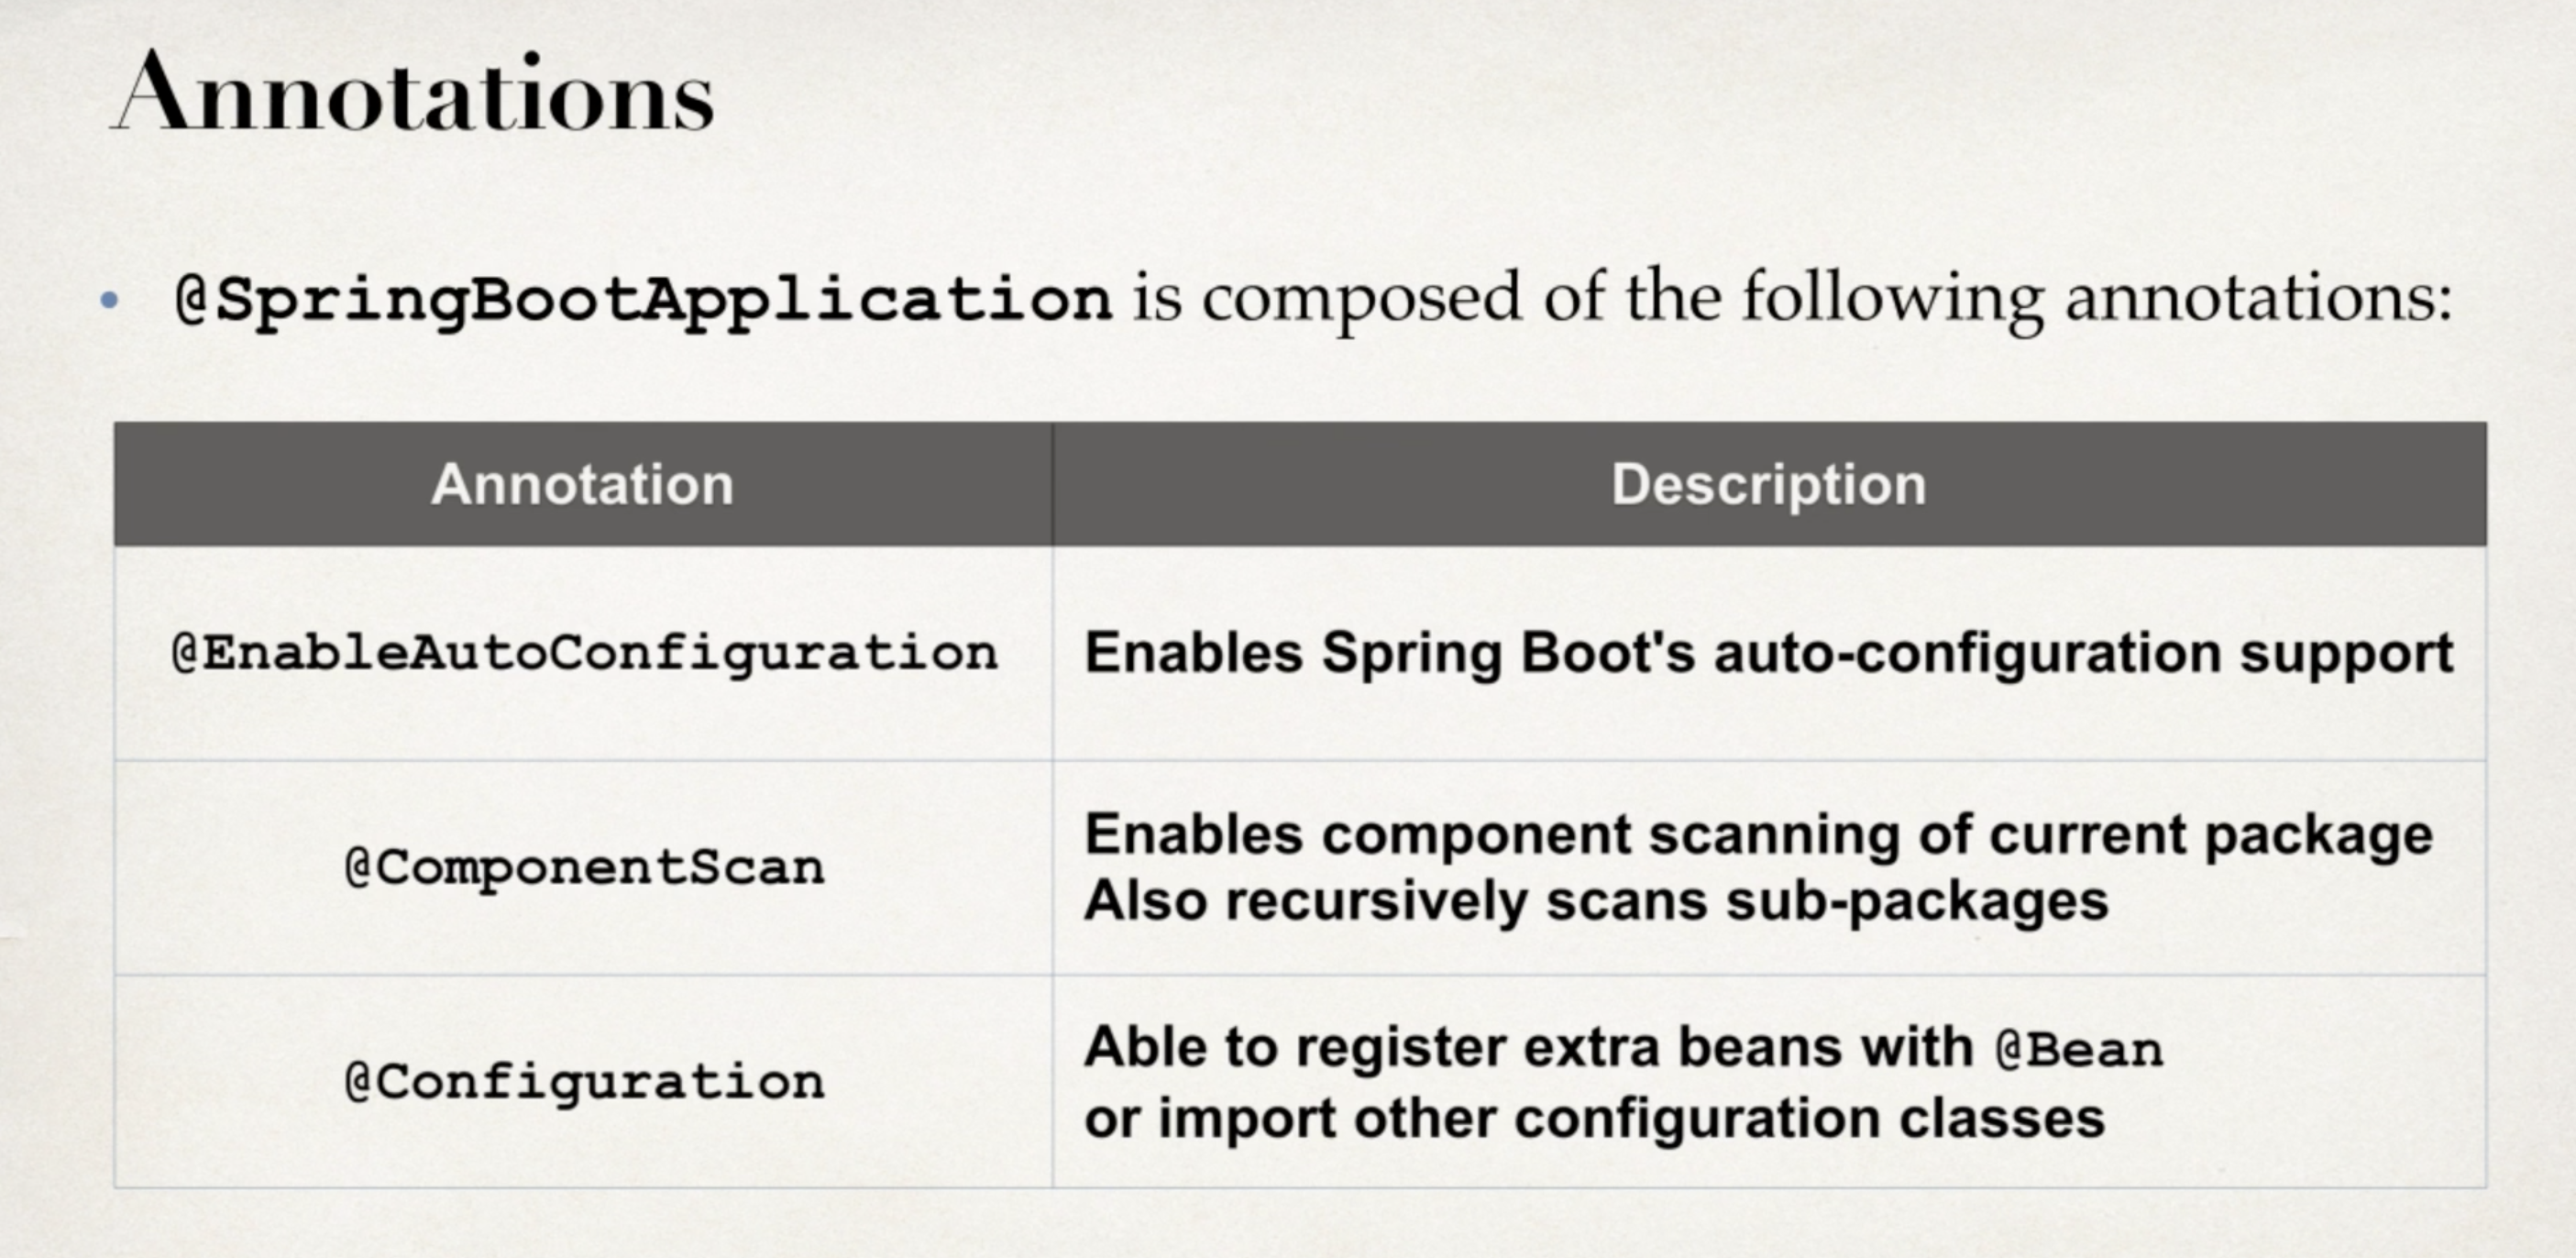 Annotations
• @SpringBootApplication is composed of the following annotations:
Annotation Description
@EnableAutoConfiguration Enables Spring Boot's auto-configuration support
@ComponentScan Enables component scanning of current package
Also recursively scans sub-packages
@Configuration Able to register extra beans with @Bean
or import other configuration classes